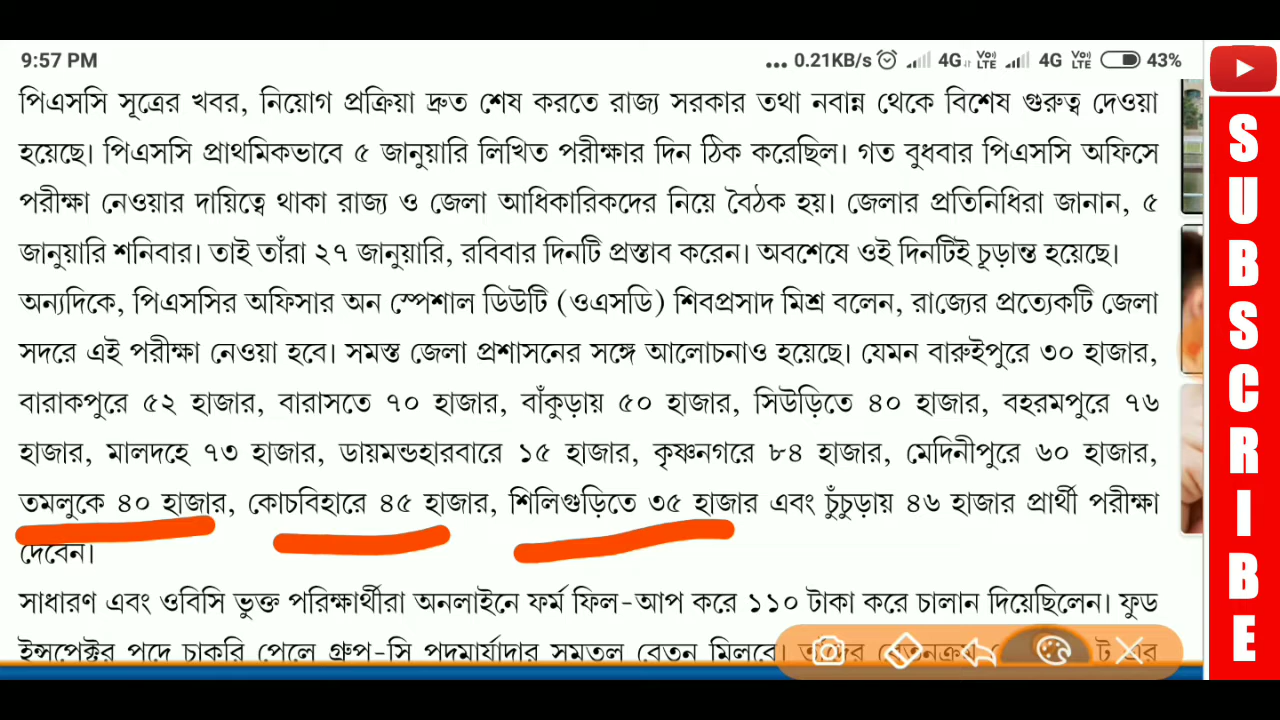 9:57 PM
... 0.21KB/s 4G VoLTE 4G VoLTE 43%
পিএসসি সূত্রের খবর, নিয়োগ প্রক্রিয়া দ্রুত শেষ করতে রাজ্য সরকার তথা নবান্ন থেকে বিশেষ গুরুত্ব দেওয়া
হয়েছে। পিএসসি প্রাথমিকভাবে ৫ জানুয়ারি লিখিত পরীক্ষার দিন ঠিক করেছিল। গত বুধবার পিএসসি অফিসে
পরীক্ষা নেওয়ার দায়িত্বে থাকা রাজ্য ও জেলা আধিকারিকদের নিয়ে বৈঠক হয়। জেলার প্রতিনিধিরা জানান, ৫
জানুয়ারি শনিবার। তাই তাঁরা ২৭ জানুয়ারি, রবিবার দিনটি প্রস্তাব করেন। অবশেষে ওই দিনটিই চূড়ান্ত হয়েছে।
অন্যদিকে, পিএসসির অফিসার অন স্পেশাল ডিউটি (ওএসডি) শিবপ্রসাদ মিশ্র বলেন, রাজ্যের প্রত্যেকটি জেলা
সদরে এই পরীক্ষা নেওয়া হবে। সমস্ত জেলা প্রশাসনের সঙ্গে আলোচনাও হয়েছে। যেমন বারুইপুরে ৩০ হাজার,
বারাকপুরে ৫২ হাজার, বারাসতে ৭০ হাজার, বাঁকুড়ায় ৫০ হাজার, সিউড়িতে ৪০ হাজার, বহরমপুরে ৭৬
হাজার, মালদহে ৭৩ হাজার, ডায়মন্ডহারবারে ১৫ হাজার, কৃষ্ণনগরে ৮৪ হাজার, মেদিনীপুরে ৬০ হাজার,
তমলুকে ৪০ হাজার, কোচবিহারে ৪৫ হাজার, শিলিগুড়িতে ৩৫ হাজার এবং চুঁচুড়ায় ৪৬ হাজার প্রার্থী পরীক্ষা
দেবেন।
সাধারণ এবং ওবিসি ভুক্ত পরিক্ষার্থীরা অনলাইনে ফর্ম ফিল-আপ করে ১১০ টাকা করে চালান দিয়েছিলেন। ফুড
ইন্সপেক্টর পদে চাকরি পেলে গ্রুপ-সি পদমার্যাদার সমতুল বেতন মিলবে।
SUBSCRIBE